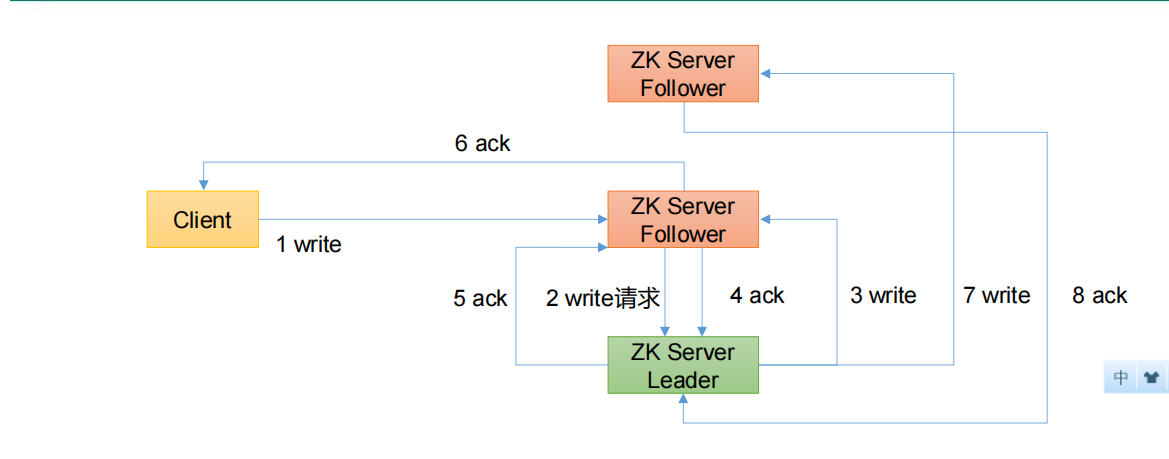 ZK Server
Follower
6 ack
Client
ZK Server
Follower
1 write
5 ack
2 write请求
4 ack
3 write
7 write
8 ack
ZK Server
Leader
中